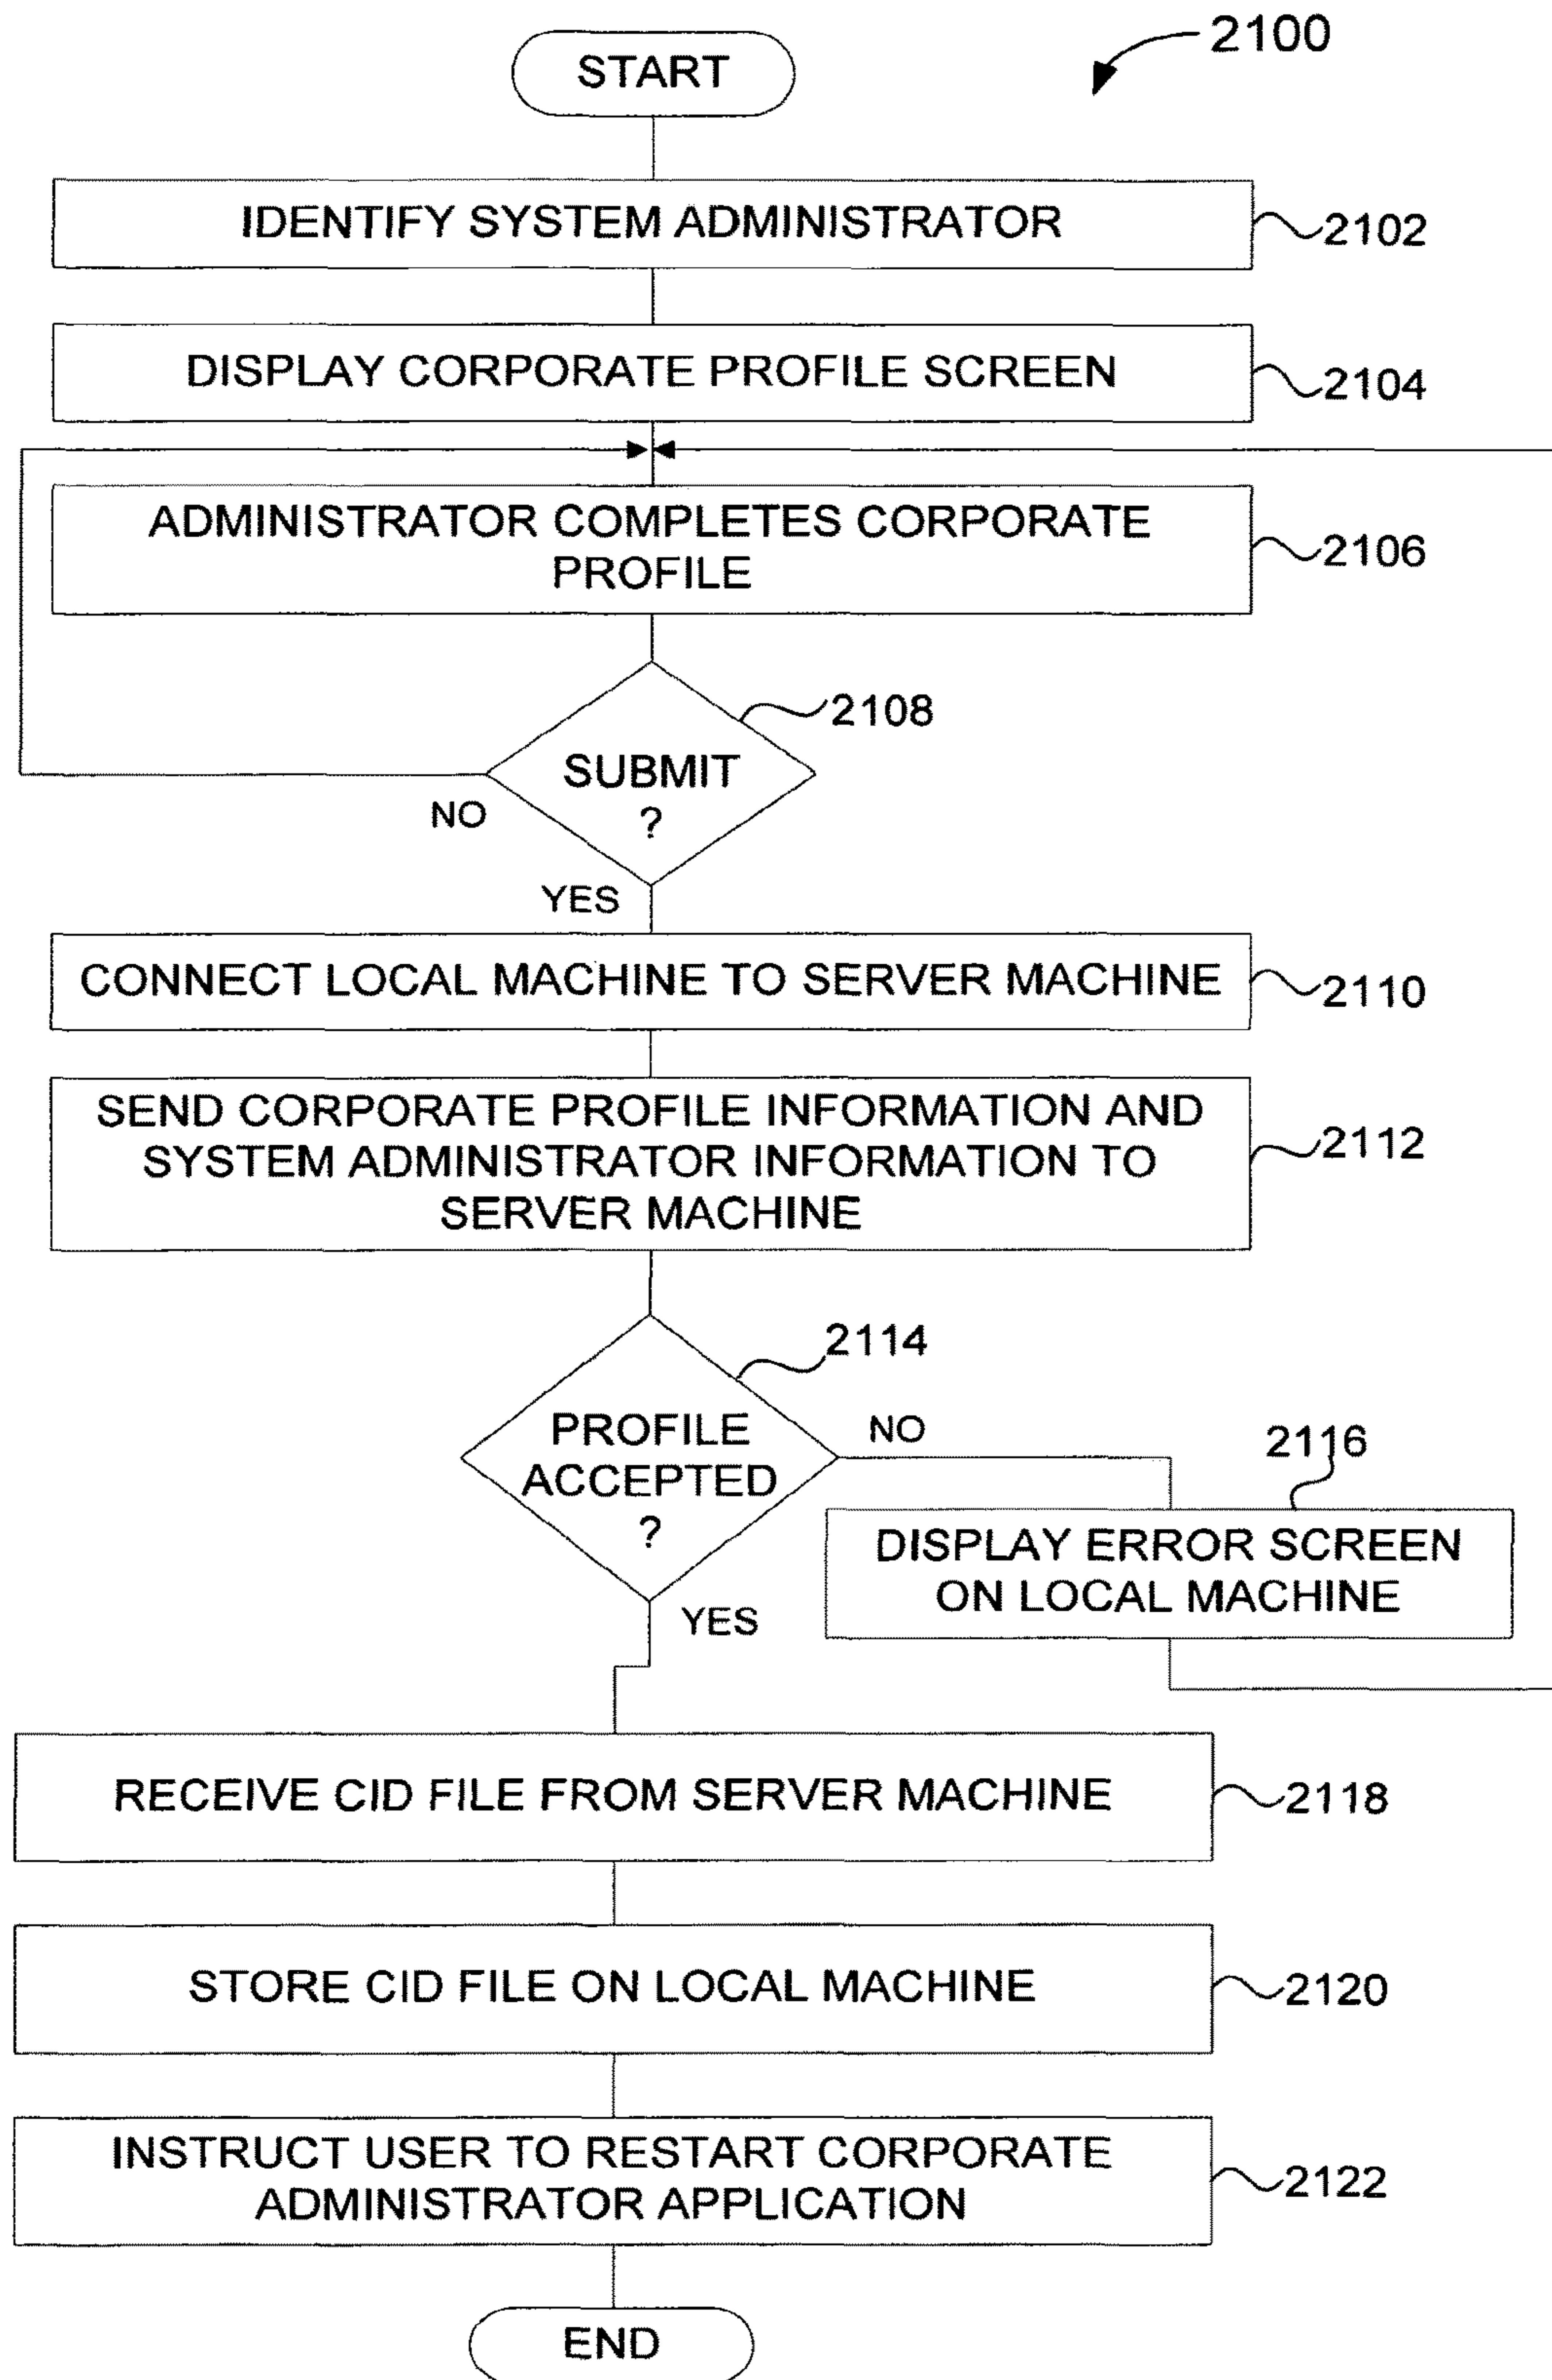 2100
START
IDENTIFY SYSTEM ADMINISTRATOR
2102
DISPLAY CORPORATE PROFILE SCREEN
2104
ADMINISTRATOR COMPLETES CORPORATE
PROFILE
2106
2108
SUBMIT
?
NO
YES
CONNECT LOCAL MACHINE TO SERVER MACHINE
2110
SEND CORPORATE PROFILE INFORMATION AND
SYSTEM ADMINISTRATOR INFORMATION TO
SERVER MACHINE
2112
2114
PROFILE
ACCEPTED
?
NO
2116
DISPLAY ERROR SCREEN
ON LOCAL MACHINE
YES
RECEIVE CID FILE FROM SERVER MACHINE
2118
STORE CID FILE ON LOCAL MACHINE
2120
INSTRUCT USER TO RESTART CORPORATE
ADMINISTRATOR APPLICATION
2122
END